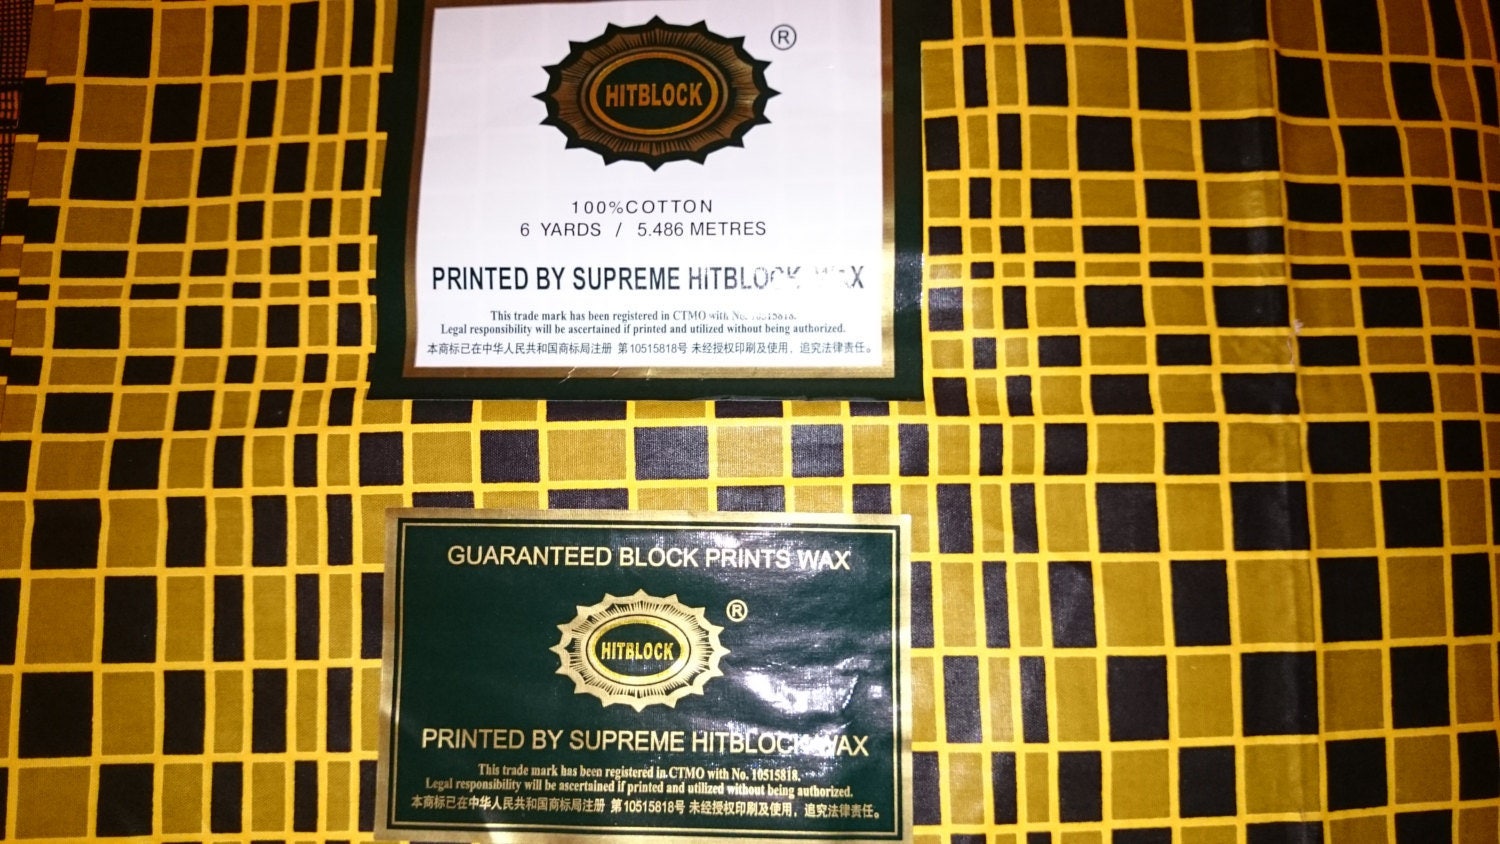 ®
HITBLOCK
100%COTTON
6 YARDS / 5.486 METRES
PRINTED BY SUPREME HITBLOCK WAX
This trade mark has been registered in CTMO with No. 10515818.
Legal responsibility will be ascertained if printed and utilized without being authorized.
本商标已在中华人民共和国商标局注册 第10515818号 未经授权印刷及使用，追究法律责任。
GUARANTEED BLOCK PRINTS WAX
®
HITBLOCK
PRINTED BY SUPREME HITBLOCK WAX
This trade mark has been registered in CTMO with No. 10515818.
Legal responsibility will be ascertained if printed and utilized without being authorized.
本商标已在中华人民共和国商标局注册 第10515818号 未经授权印刷及使用，追究法律责任。